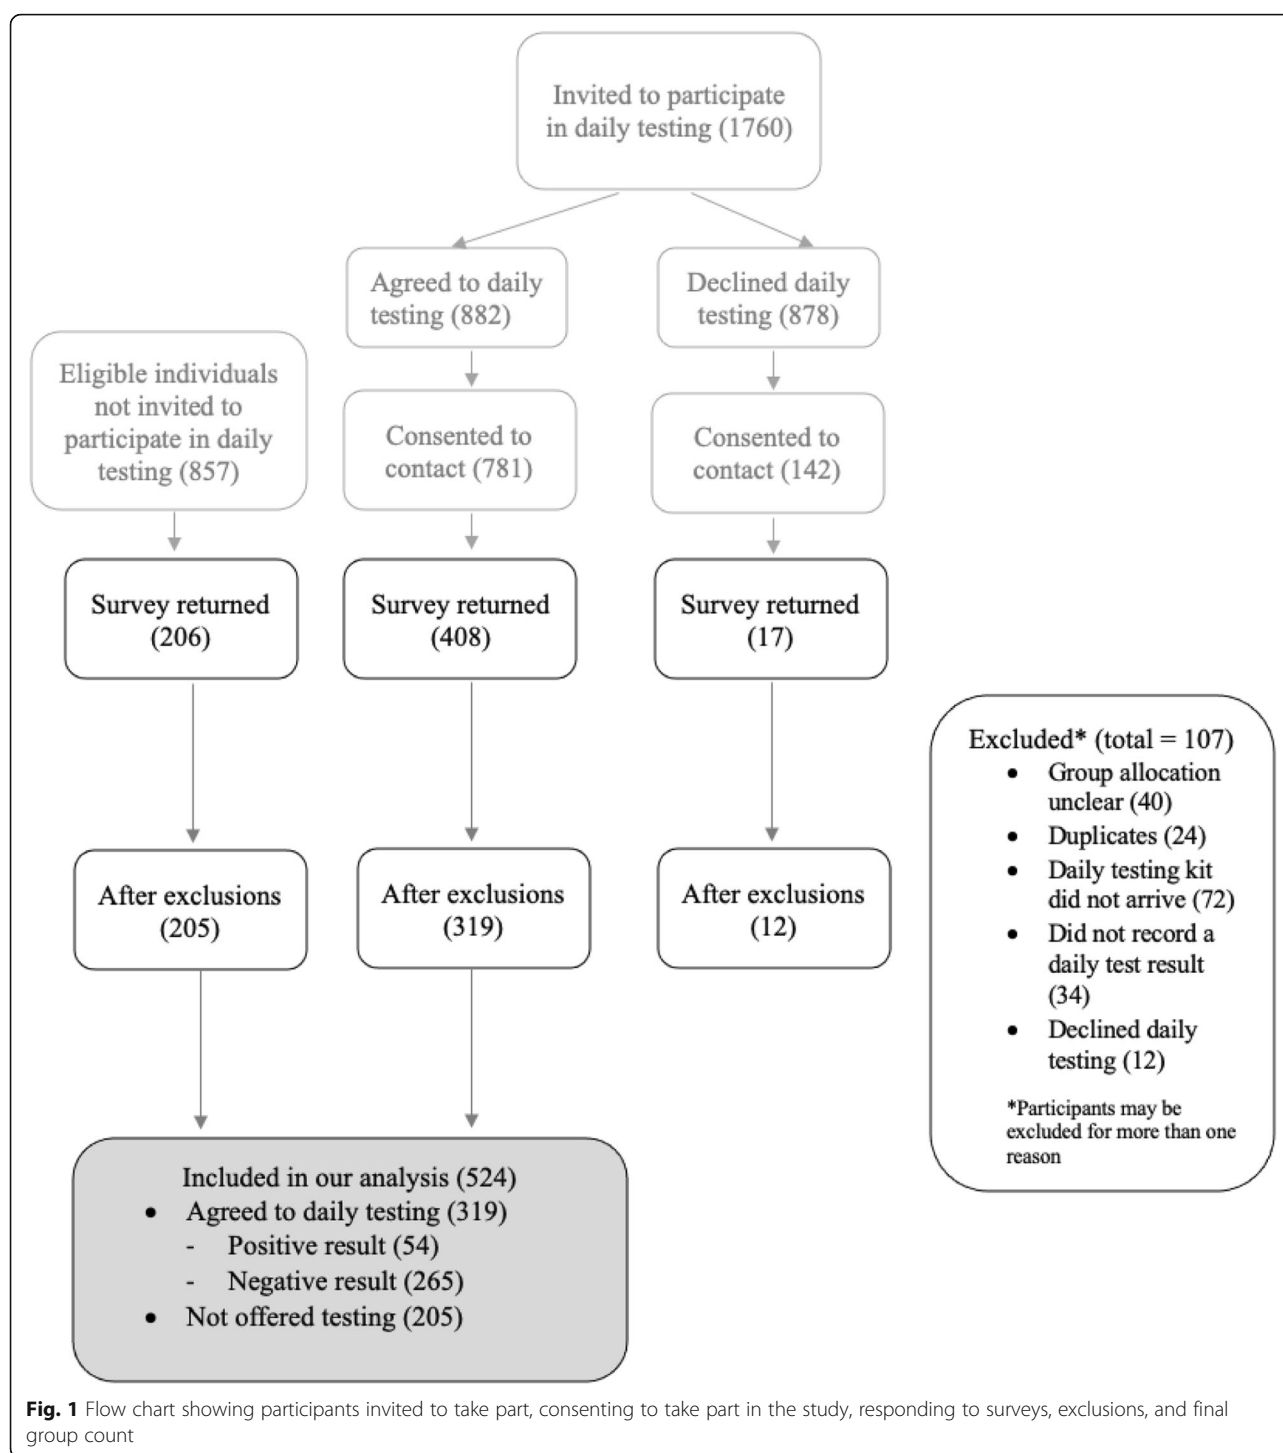 Invited to participate
in daily testing (1760)
Agreed to daily
testing (882)
Declined daily
testing (878)
Eligible individuals
not invited to
participate in daily
testing (857)
Consented to
contact (781)
Consented to
contact (142)
Survey returned
(206)
Survey returned
(408)
Survey returned
(17)
After exclusions
(205)
After exclusions
(319)
After exclusions
(12)
Excluded* (total = 107)
• Group allocation
unclear (40)
• Duplicates (24)
• Daily testing kit
did not arrive (72)
• Did not record a
daily test result
(34)
• Declined daily
testing (12)
*Participants may be
excluded for more than one
reason
Included in our analysis (524)
• Agreed to daily testing (319)
- Positive result (54)
- Negative result (265)
• Not offered testing (205)
Fig. 1 Flow chart showing participants invited to take part, consenting to take part in the study, responding to surveys, exclusions, and final
group count